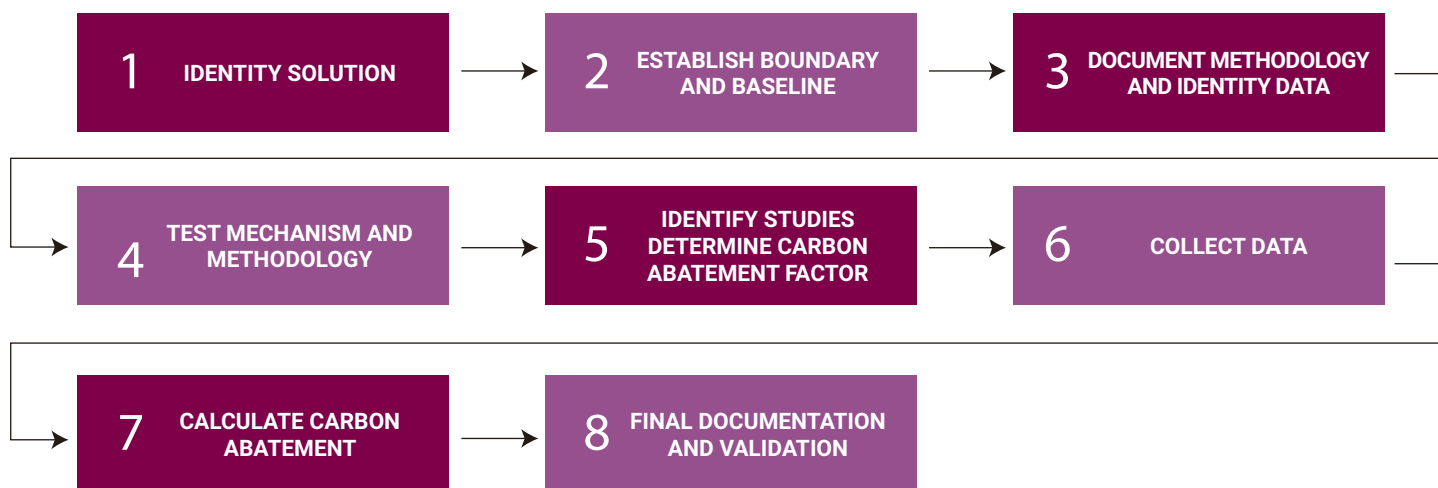 1 IDENTITY SOLUTION
2 ESTABLISH BOUNDARY
AND BASELINE
3 DOCUMENT METHODOLOGY
AND IDENTITY DATA
4 TEST MECHANISM AND
METHODOLOGY
5 IDENTIFY STUDIES
DETERMINE CARBON
ABATEMENT FACTOR
6 COLLECT DATA
7 CALCULATE CARBON
ABATEMENT
8 FINAL DOCUMENTATION
AND VALIDATION